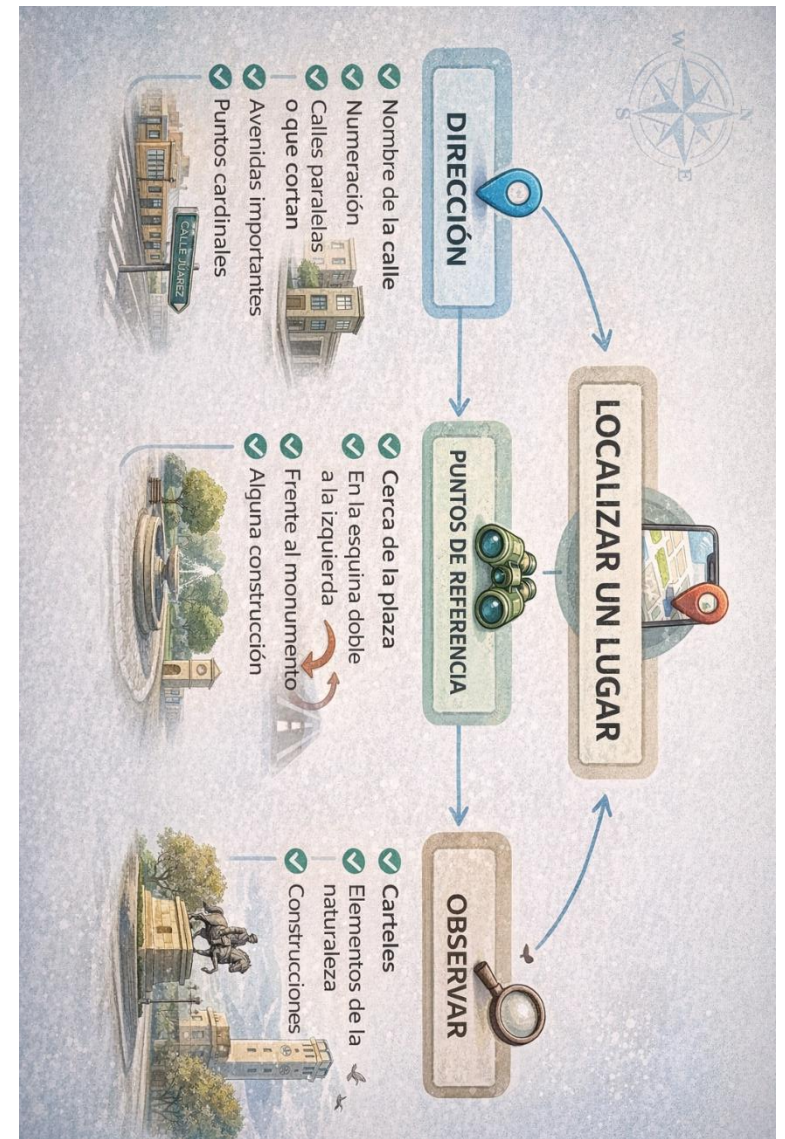 N
W
E
S
LOCALIZAR UN LUGAR
DIRECCIÓN
Nombre de la calle
Numeración
Calles paralelas
o que cortan
Avenidas importantes
Puntos cardinales
CALLE JUAREZ
PUNTOS DE REFERENCIA
Cerca de la plaza
En la esquina doble
a la izquierda
Frente al monumento
Alguna construcción
OBSERVAR
Carteles
Elementos de la
naturaleza
Construcciones